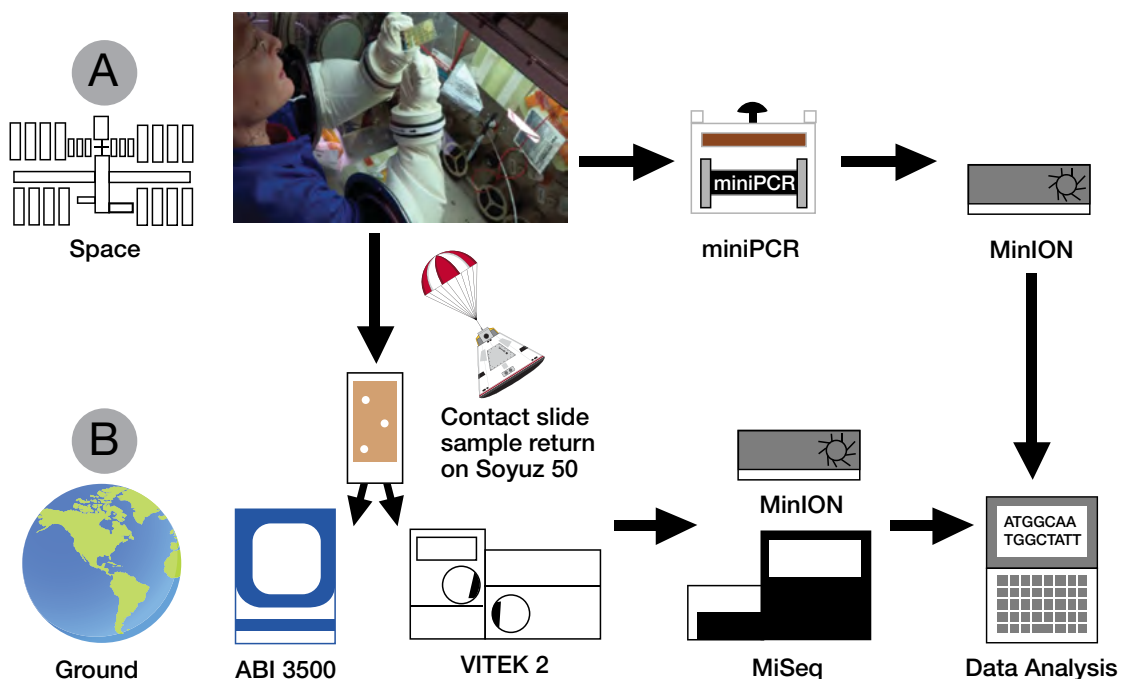 A
Space
miniPCR
miniPCR
MinION
Contact slide
sample return
on Soyuz 50
B
Ground
ABI 3500
VITEK 2
MinION
MiSeq
ATGGCAA
TGGCTATT
Data Analysis